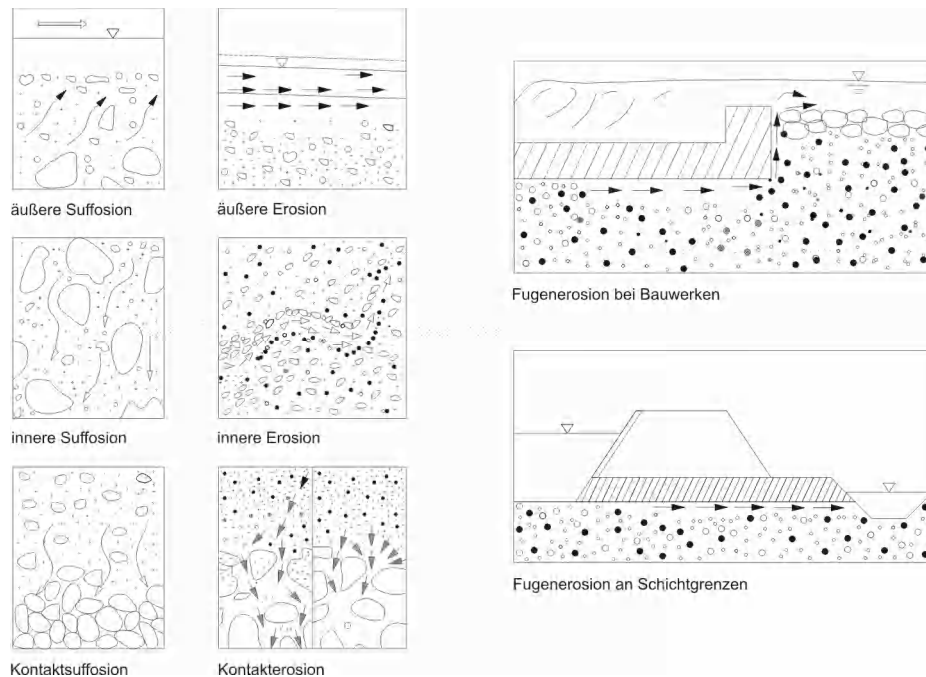 äußere Suffosion
äußere Erosion
Fugenerosion bei Bauwerken
innere Suffosion
innere Erosion
Fugenerosion an Schichtgrenzen
Kontaktsuffosion
Kontakterosion